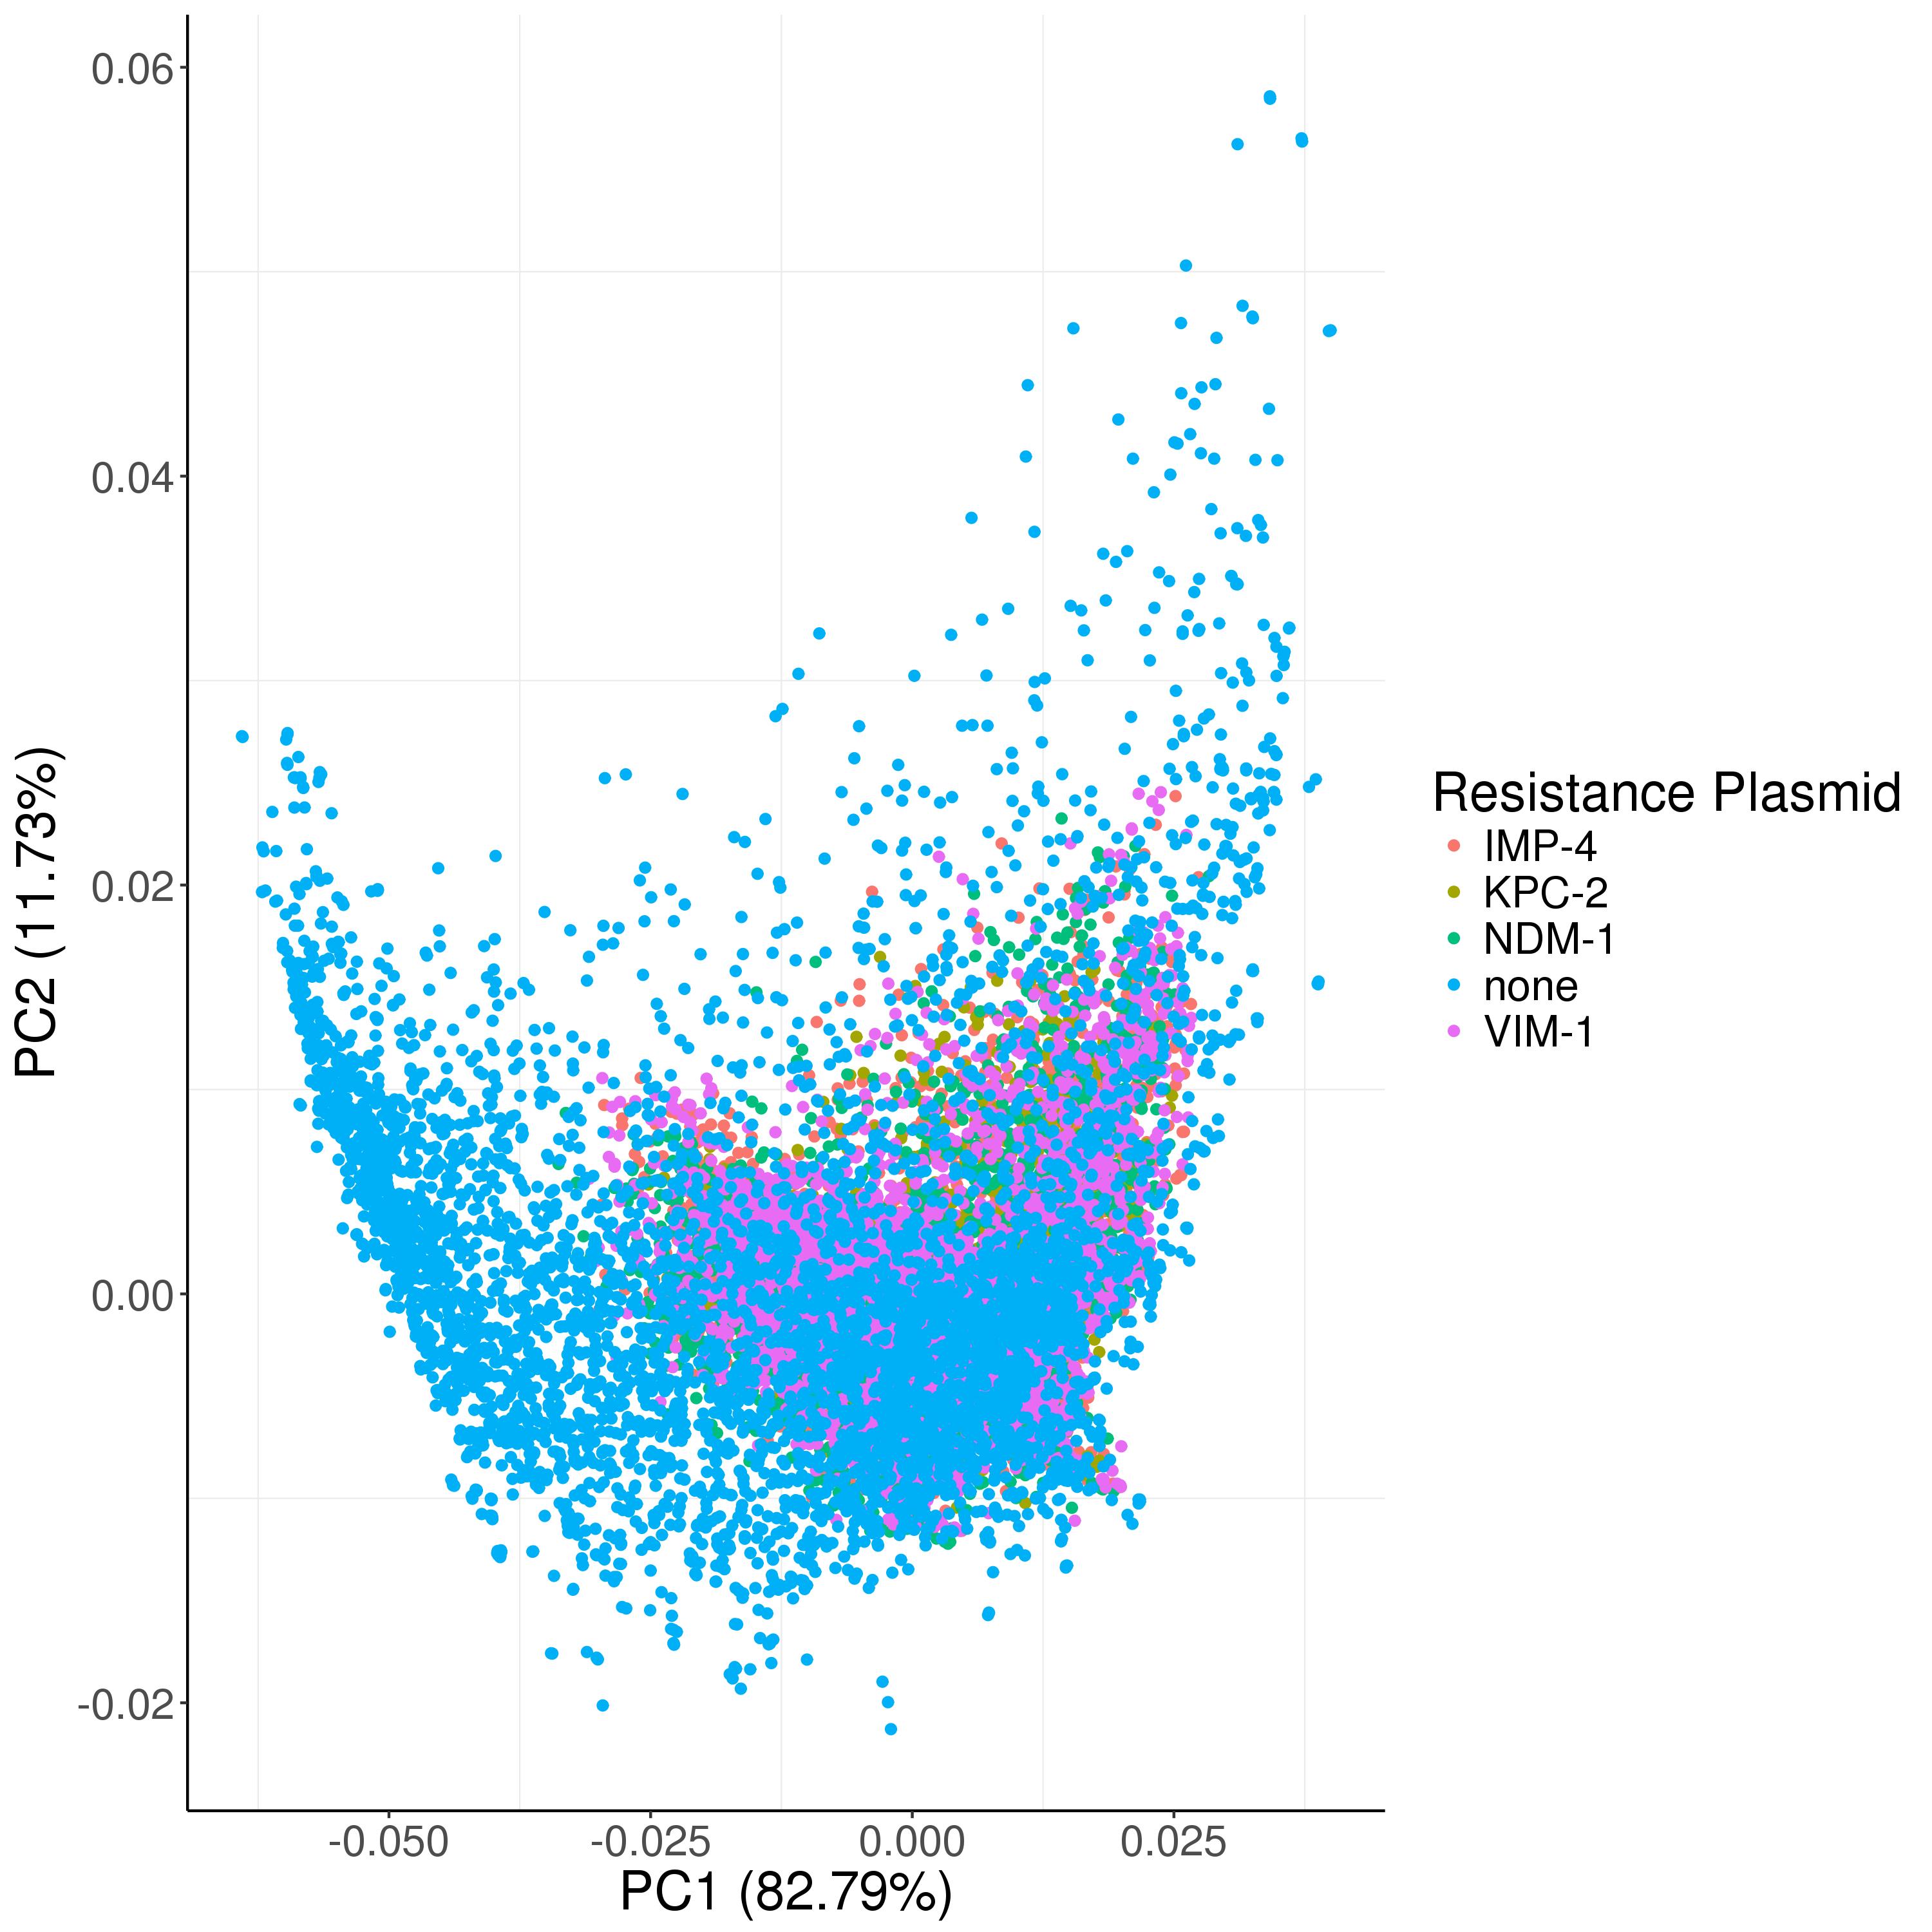 0.06
0.04
0.02
0.00
-0.02
PC2 (11.73%)
-0.050
-0.025
0.000
0.025
PC1 (82.79%)
Resistance Plasmid
IMP-4
KPC-2
NDM-1
none
VIM-1